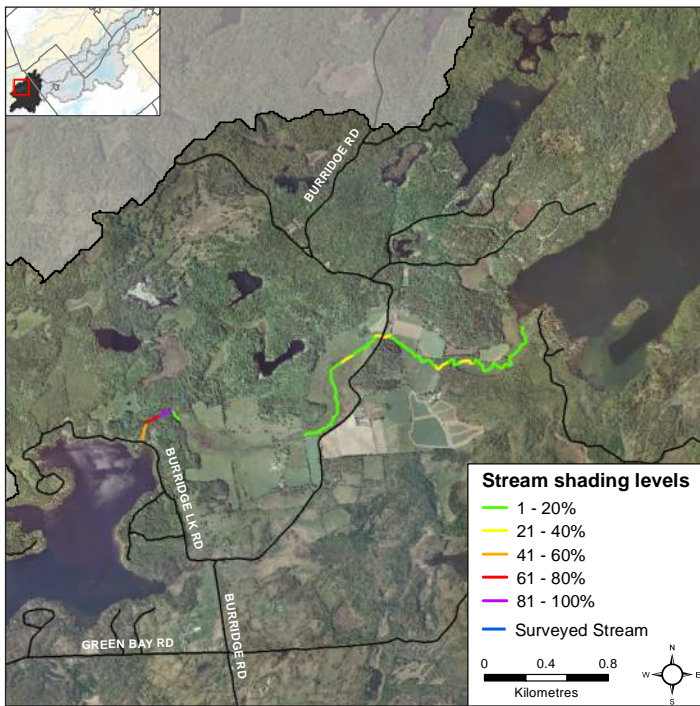 BURRIDOE RD
BURRIDGE LK RD
BURRIDGE RD
GREEN BAY RD
Stream shading levels
1 - 20%
21 - 40%
41 - 60%
61 - 80%
81 - 100%
Surveyed Stream
0 0.4 0.8
Kilometres
N
W E
S